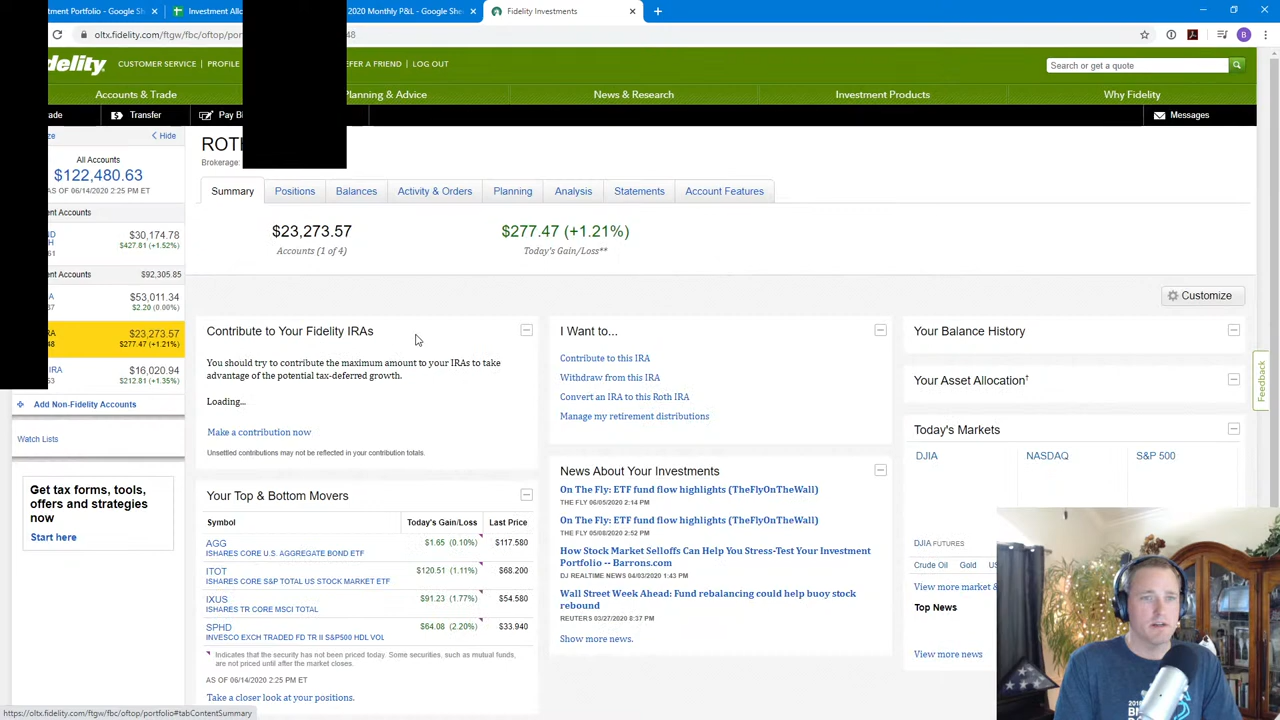 tment Portfolio - Google Sh
Investment Allo
2020 Monthly P&L - Google She
Fidelity Investments
oltx.fidelity.com/ftgw/fbc/oftop/por
48
B
delity
CUSTOMER SERVICE
PROFILE
EFER A FRIEND
LOG OUT
Search or get a quote
Accounts & Trade
Planning & Advice
News & Research
Investment Products
Why Fidelity
ade
Transfer
Pay Bi
Messages
ze
Hide
All Accounts
$122,480.63
AS OF 06/14/2020 2:25 PM ET
ent Accounts
ND
$30,174.78
H
$427.81 (+1.52%)
61
ent Accounts
$92,305.85
A
$53,011.34
67
$2.20 (0.00%)
RA
$23,273.57
48
$277.47 (+1.21%)
IRA
$16,020.94
53
$212.81 (+1.35%)
Add Non-Fidelity Accounts
Watch Lists
Get tax forms, tools,
offers and strategies
now
Start here
ROTH
Brokerage:
Summary
Positions
Balances
Activity & Orders
Planning
Analysis
Statements
Account Features
$23,273.57
Accounts (1 of 4)
$277.47 (+1.21%)
Today's Gain/Loss**
Customize
Contribute to Your Fidelity IRAs
You should try to contribute the maximum amount to your IRAs to take
advantage of the potential tax-deferred growth.
Loading...
Make a contribution now
Unsettled contributions may not be reflected in your contribution totals.
Your Top & Bottom Movers
Symbol
Today's Gain/Loss
Last Price
AGG
$1.65 (0.10%)
$117.580
ISHARES CORE U.S. AGGREGATE BOND ETF
ITOT
$120.51 (1.11%)
$68.200
ISHARES CORE S&P TOTAL US STOCK MARKET ETF
IXUS
$91.23 (1.77%)
$54.580
ISHARES TR CORE MSCI TOTAL
SPHD
$64.08 (2.20%)
$33.940
INVESCO EXCH TRADED FD TR II S&P500 HDL VOL
Indicates that the security has not been priced today. Some securities, such as mutual funds,
are not priced until after the market closes.
AS OF 06/14/2020 2:25 PM ET
Take a closer look at your positions.
I Want to...
Contribute to this IRA
Withdraw from this IRA
Convert an IRA to this Roth IRA
Manage my retirement distributions
News About Your Investments
On The Fly: ETF fund flow highlights (TheFlyOnTheWall)
THE FLY 06/05/2020 2:14 PM
On The Fly: ETF fund flow highlights (TheFlyOnTheWall)
THE FLY 05/08/2020 2:52 PM
How Stock Market Selloffs Can Help You Stress-Test Your Investment
Portfolio -- Barrons.com
DJ REALTIME NEWS 04/03/2020 1:43 PM
Wall Street Week Ahead: Fund rebalancing could help buoy stock
rebound
REUTERS 03/27/2020 8:37 PM
Show more news.
Your Balance History
Your Asset Allocation†
Today's Markets
DJIA
NASDAQ
S&P 500
DJIA FUTURES
Crude Oil
Gold
US
View more market &
Top News
View more news
Feedback
https://oltx.fidelity.com/ftgw/fbc/oftop/portfolio#tabContentSummary